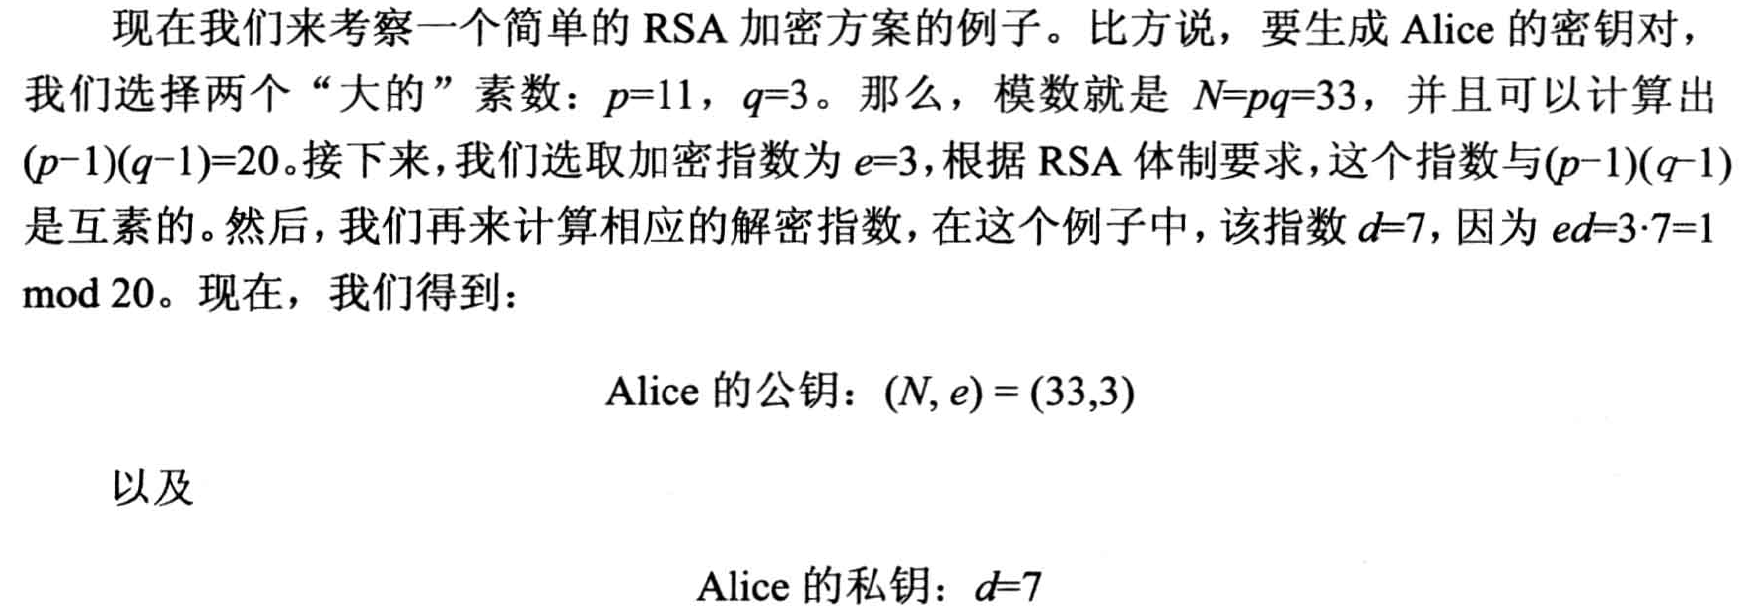 现在我们来考察一个简单的 RSA 加密方案的例子。比方说，要生成 Alice 的密钥对，
我们选择两个“大的”素数：p=11，q=3。那么，模数就是 N=pq=33，并且可以计算出
(p−1)(q−1)=20。接下来，我们选取加密指数为 e=3，根据 RSA 体制要求，这个指数与(p−1)(q−1)
是互素的。然后，我们再来计算相应的解密指数，在这个例子中，该指数 d=7，因为 ed=3·7=1
mod 20。现在，我们得到：
Alice 的公钥：(N, e) = (33,3)
以及
Alice 的私钥：d=7